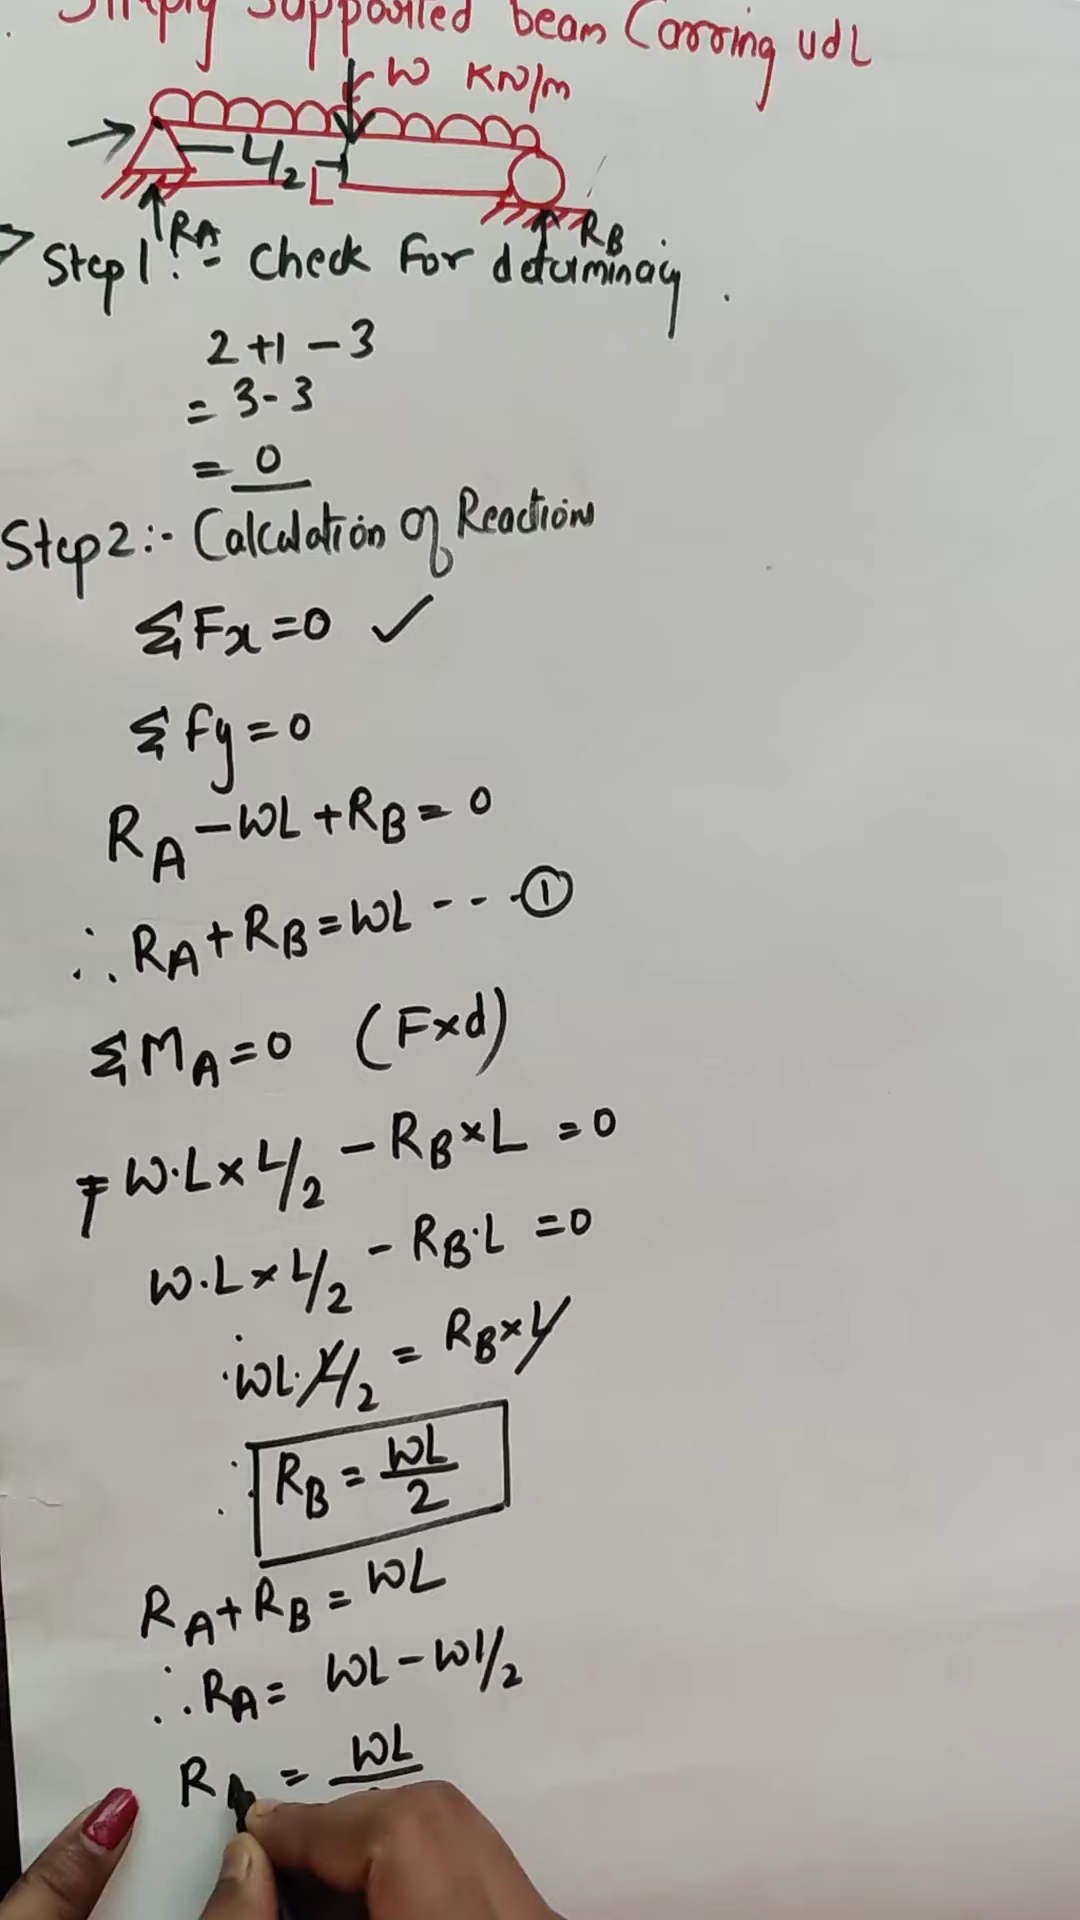 Simply Supported beam Carring udL
W KN/m
L/2
L
RA
RB
Step 1 :- Check For determinacy .
2+1-3
= 3-3
= 0
Step 2:- Calculation of Reactions
ΣFx=0 ✓
Σfy=0
RA-WL+RB=0
∴RA+RB=WL---①
ΣMA=0 (F×d)
W.L×L/2 - RB×L =0
W.L×L/2 - RB.L =0
WL.L/2 = RB×L
∴ RB = WL/2
RA+RB=WL
∴RA= WL-Wl/2
RA = WL